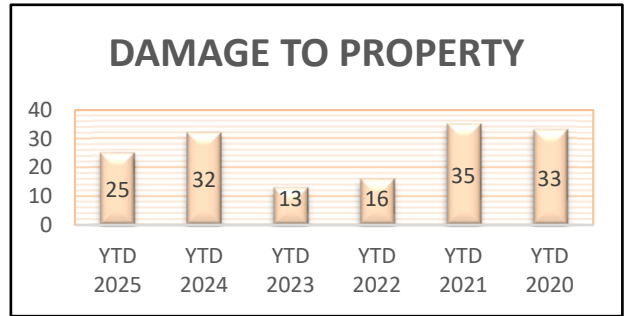 DAMAGE TO PROPERTY
40
30
20
10
0
25 32 13 16 35 33
YTD 2025
YTD 2024
YTD 2023
YTD 2022
YTD 2021
YTD 2020